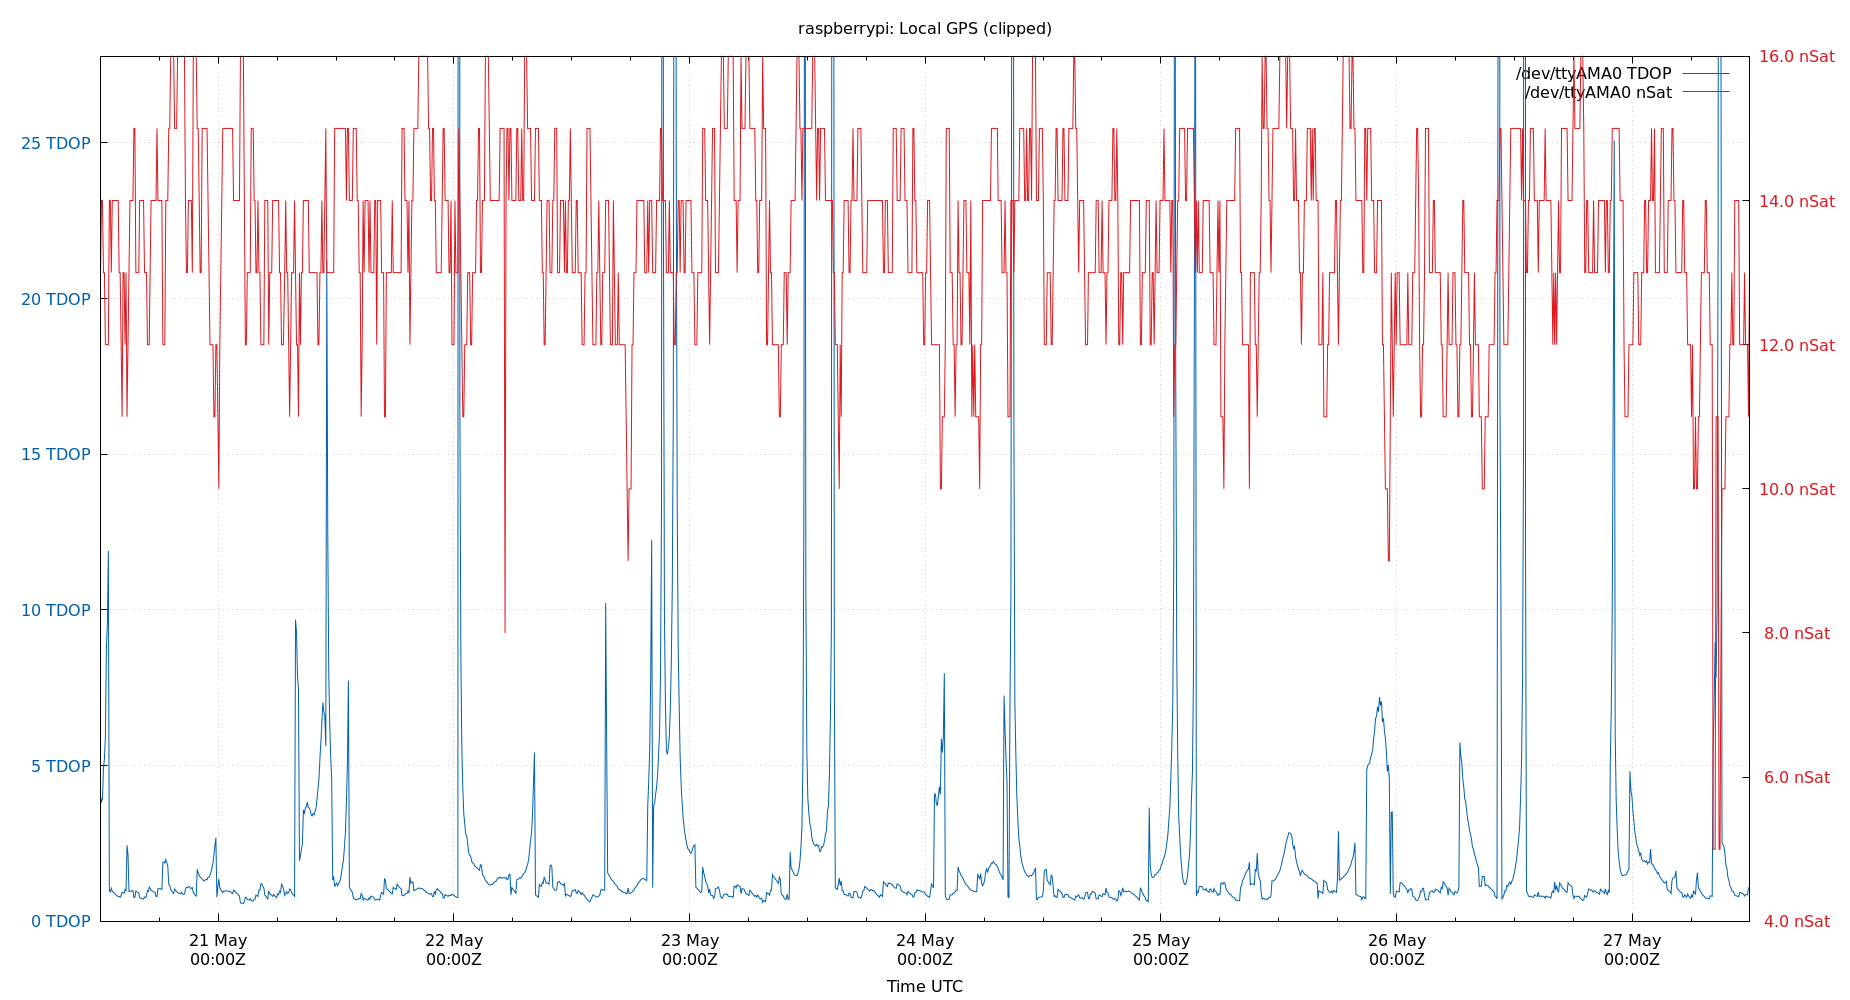 raspberrypi: Local GPS (clipped)
/dev/ttyAMA0 TDOP
/dev/ttyAMA0 nSat
25 TDOP
20 TDOP
15 TDOP
10 TDOP
5 TDOP
0 TDOP
16.0 nSat
14.0 nSat
12.0 nSat
10.0 nSat
8.0 nSat
6.0 nSat
4.0 nSat
21 May
00:00Z
22 May
00:00Z
23 May
00:00Z
24 May
00:00Z
25 May
00:00Z
26 May
00:00Z
27 May
00:00Z
Time UTC